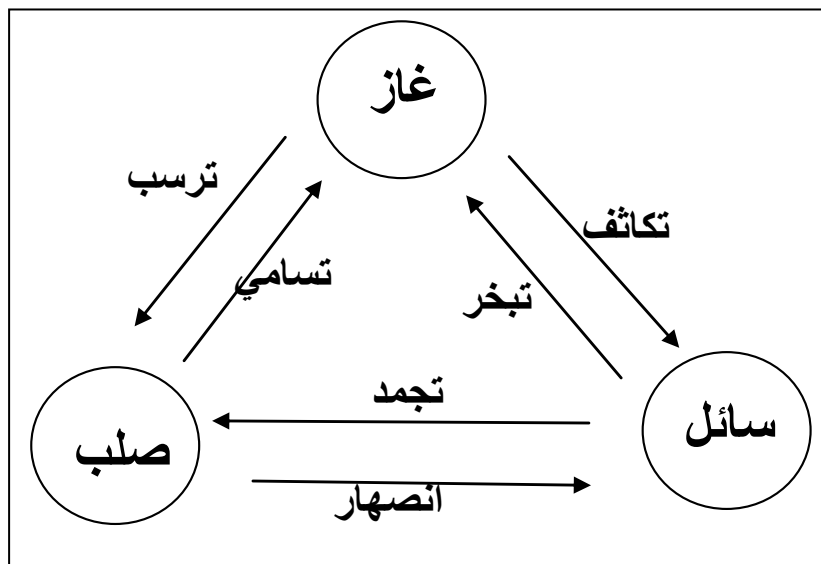 غاز
ترسب
تكاثف
تسامي
تبخر
تجمد
سائل
صلب
انصهار